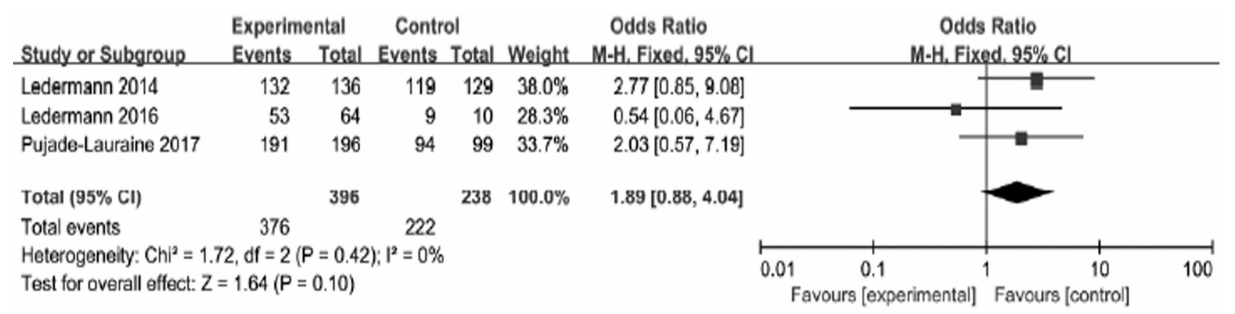 Experimental Control Odds Ratio Odds Ratio
Study or Subgroup Events Total Events Total Weight M-H. Fixed. 95% CI M-H. Fixed. 95% CI
Ledermann 2014 132 136 119 129 38.0% 2.77 [0.85, 9.08]
Ledermann 2016 53 64 9 10 28.3% 0.54 [0.06, 4.67]
Pujade-Lauraine 2017 191 196 94 99 33.7% 2.03 [0.57, 7.19]
Total (95% CI) 396 238 100.0% 1.89 [0.88, 4.04]
Total events 376 222
Heterogeneity: Chi² = 1.72, df = 2 (P = 0.42); I² = 0%
Test for overall effect: Z = 1.64 (P = 0.10)
0.01 0.1 1 10 100
Favours [experimental] Favours [control]